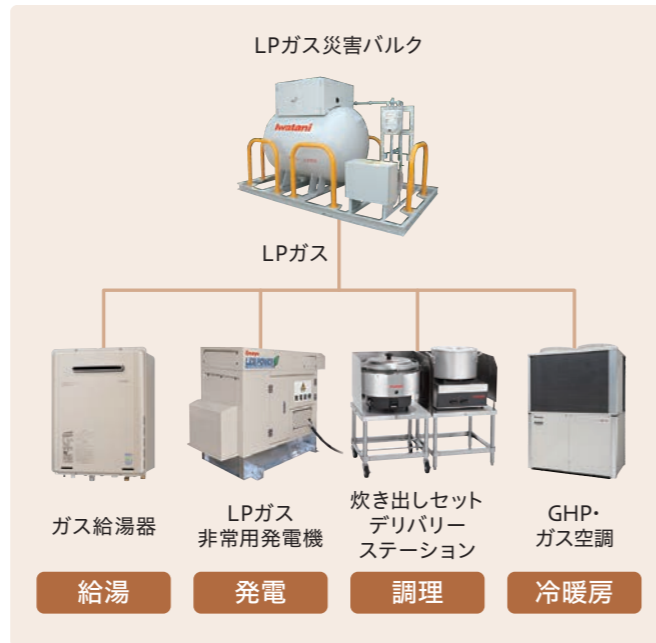 LPガス災害バルク
Iwatani
LPガス
ガス給湯器
LPガス
非常用発電機
炊き出しセット
デリバリー
ステーション
GHP・
ガス空調
給湯
発電
調理
冷暖房